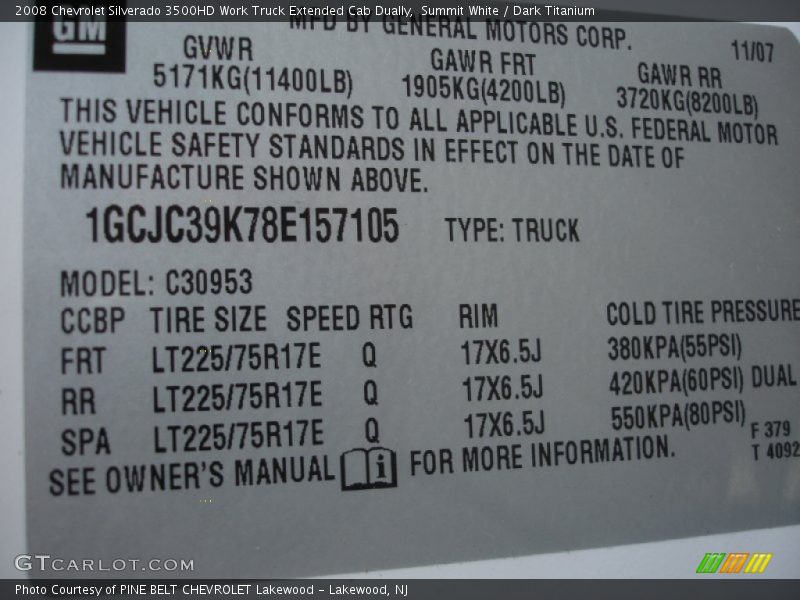 2008 Chevrolet Silverado 3500HD Work Truck Extended Cab Dually, Summit White / Dark Titanium
GM
MFD BY GENERAL MOTORS CORP.
11/07
GVWR GAWR FRT GAWR RR
5171KG(11400LB) 1905KG(4200LB) 3720KG(8200LB)
THIS VEHICLE CONFORMS TO ALL APPLICABLE U.S. FEDERAL MOTOR
VEHICLE SAFETY STANDARDS IN EFFECT ON THE DATE OF
MANUFACTURE SHOWN ABOVE.
1GCJC39K78E157105 TYPE: TRUCK
MODEL: C30953
CCBP TIRE SIZE SPEED RTG RIM COLD TIRE PRESSURE
FRT LT225/75R17E Q 17X6.5J 380KPA(55PSI)
RR LT225/75R17E Q 17X6.5J 420KPA(60PSI) DUAL
SPA LT225/75R17E Q 17X6.5J 550KPA(80PSI)
F 379
T 4092
SEE OWNER'S MANUAL i FOR MORE INFORMATION.
GTCARLOT.COM
Photo Courtesy of PINE BELT CHEVROLET Lakewood - Lakewood, NJ